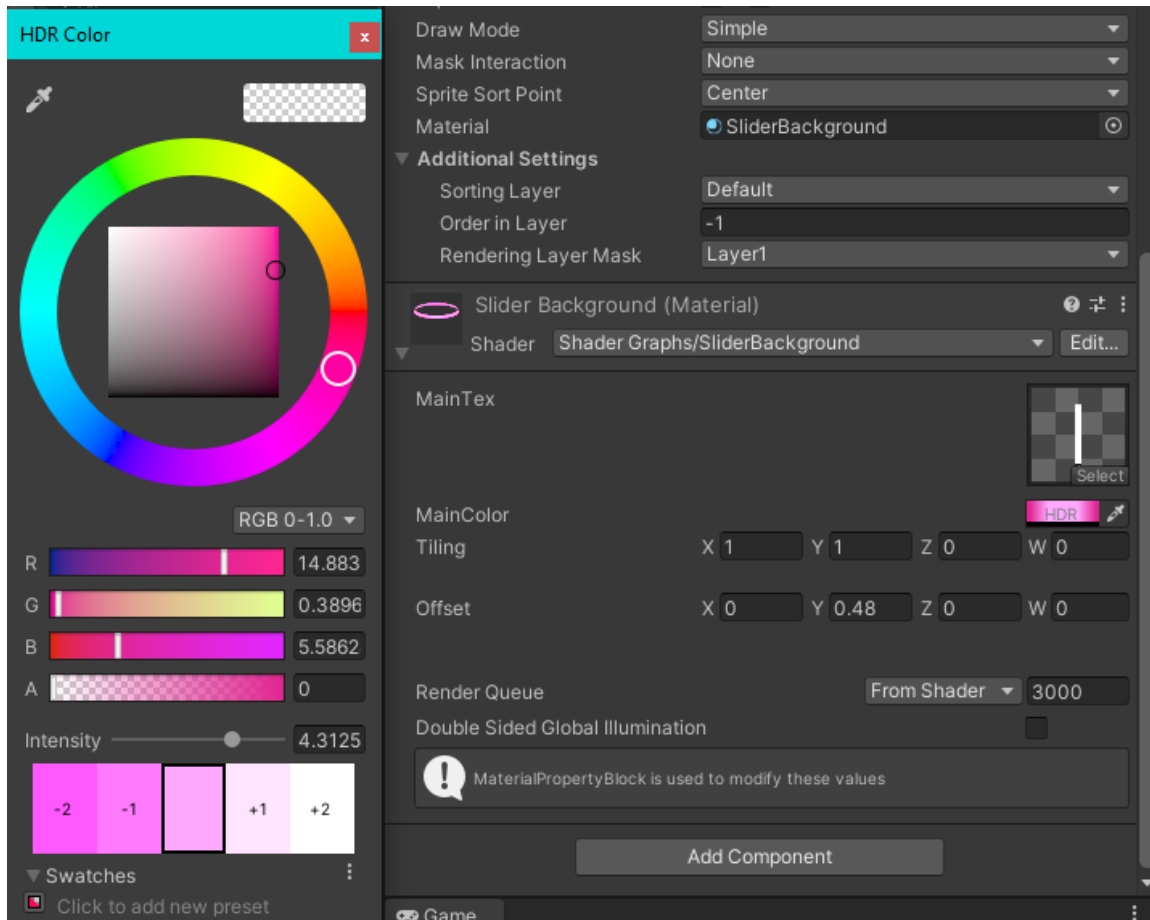 HDR Color
x
RGB 0-1.0
R 14.883
G 0.3896
B 5.5862
A 0
Intensity 4.3125
-2 -1 +1 +2
Swatches
Click to add new preset
Draw Mode Simple
Mask Interaction None
Sprite Sort Point Center
Material SliderBackground
Additional Settings
Sorting Layer Default
Order in Layer -1
Rendering Layer Mask Layer1
Slider Background (Material)
Shader Shader Graphs/SliderBackground Edit...
MainTex
Select
MainColor HDR
Tiling X 1 Y 1 Z 0 W 0
Offset X 0 Y 0.48 Z 0 W 0
Render Queue From Shader 3000
Double Sided Global Illumination
MaterialPropertyBlock is used to modify these values
Add Component
Game